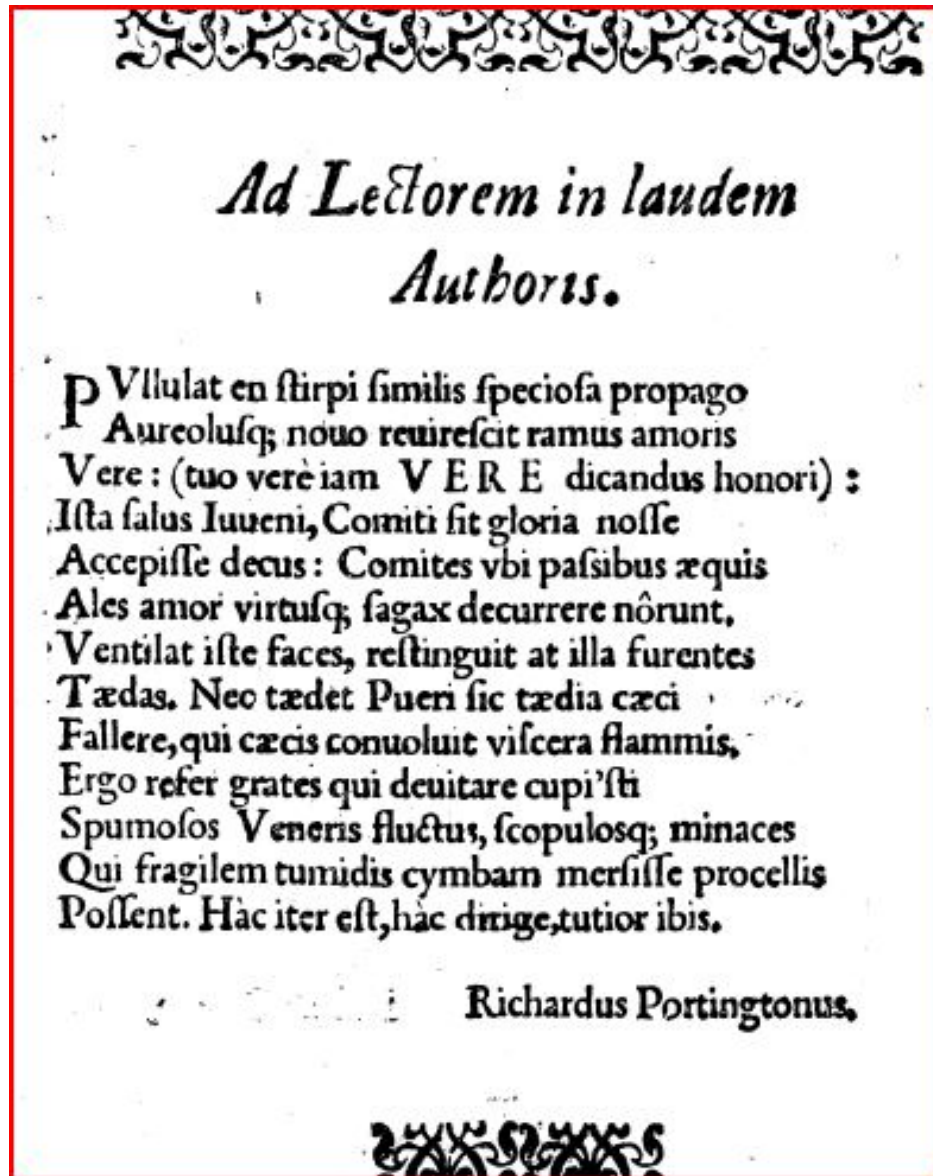 Ad Lectorem in laudem
Authoris.
PVllulat en ſtirpi ſimilis ſpecioſa propago
Aureoluſq; nouo reuireſcit ramus amoris
Vere : (tuo verè iam VERE dicandus honori) :
Iſta ſalus Iuueni, Comiti ſit gloria noſſe
Accepiſſe decus : Comites vbi paſsibus æquis
Ales amor virtuſq; ſagax decurrere nôrunt.
Ventilat iſte faces, reſtinguit at illa furentes
Tædas. Nec tædet Pueri ſic tædia cæci
Fallere, qui cæcis conuoluit viſcera flammis.
Ergo refer grates qui deuitare cupi'ſti
Spumoſos Veneris fluctus, ſcopuloſq; minaces
Qui fragilem tumidis cymbam merſiſſe procellis
Poſſent. Hàc iter eſt, hàc dirige, tutior ibis.
Richardus Portingtonus.